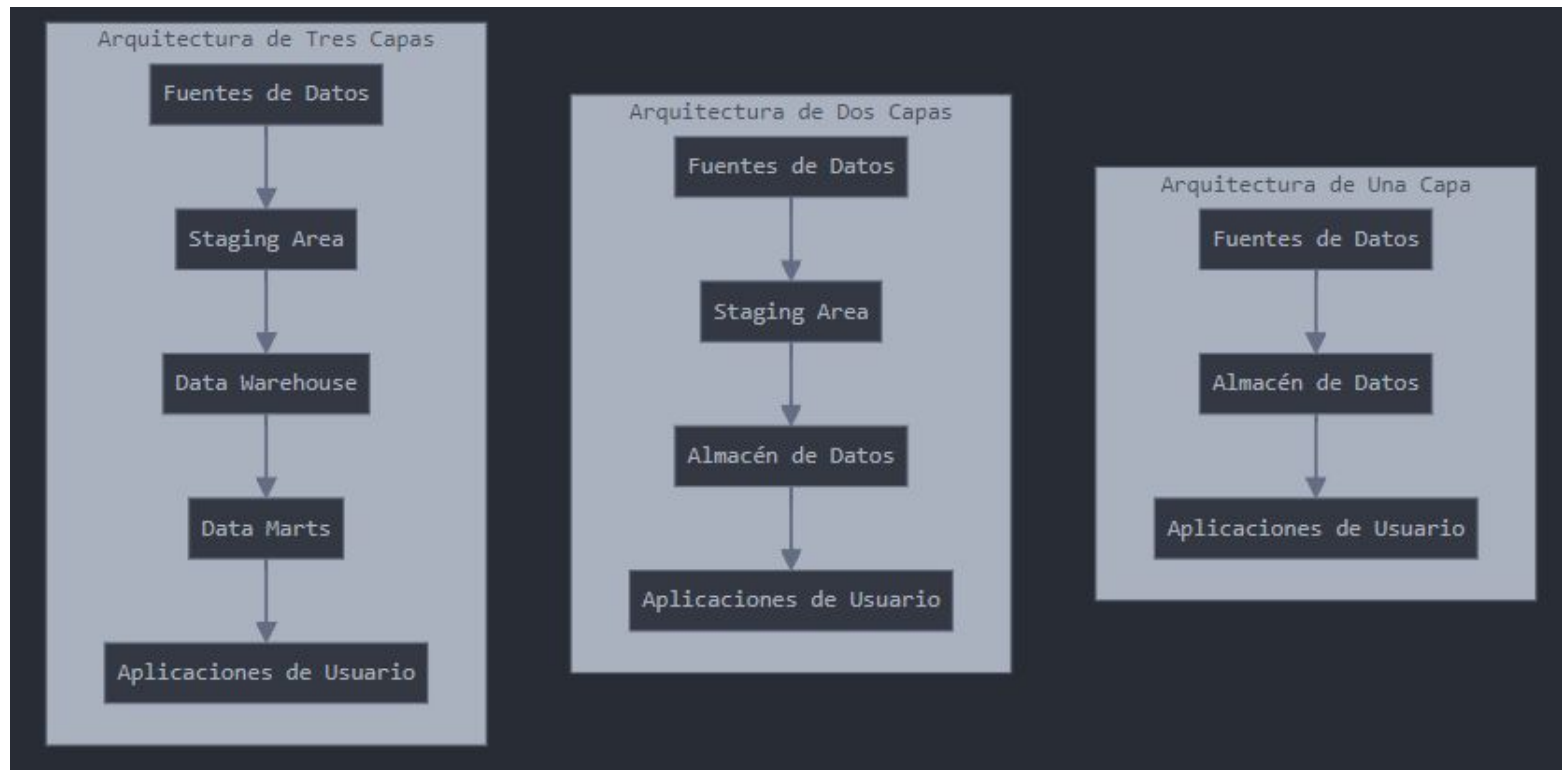 Arquitectura de Tres Capas
Fuentes de Datos
Staging Area
Data Warehouse
Data Marts
Aplicaciones de Usuario
Arquitectura de Dos Capas
Fuentes de Datos
Staging Area
Almacén de Datos
Aplicaciones de Usuario
Arquitectura de Una Capa
Fuentes de Datos
Almacén de Datos
Aplicaciones de Usuario